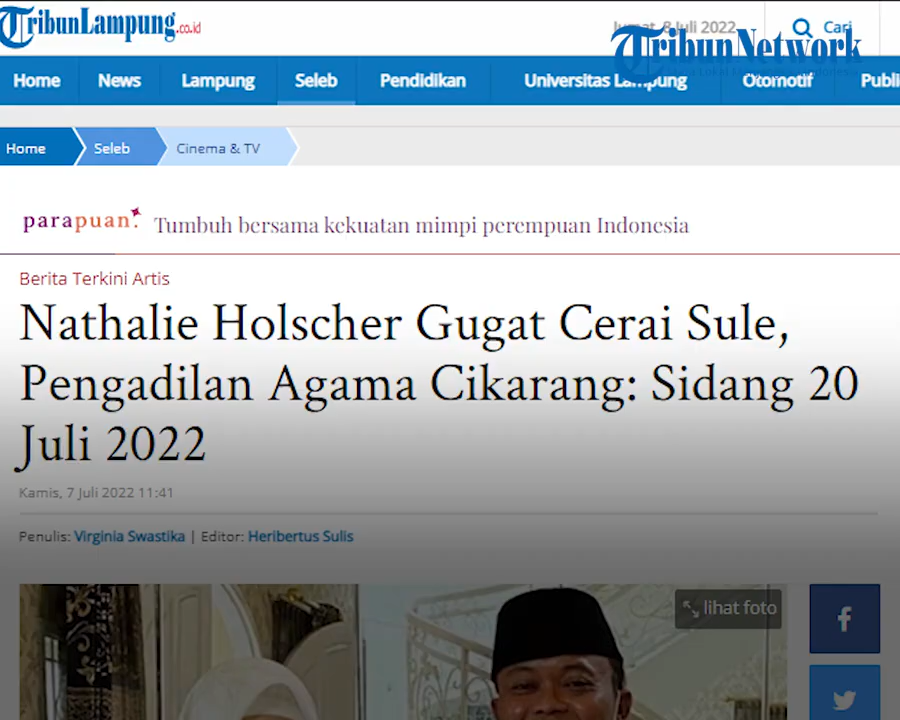 TribunLampung.co.id
Jumat, 8 Juli 2022
Cari
TribunNetwork
Home News Lampung Seleb Pendidikan Universitas Lampung Otomotif Publi
Home Seleb Cinema & TV
parapuan. Tumbuh bersama kekuatan mimpi perempuan Indonesia
Berita Terkini Artis
Nathalie Holscher Gugat Cerai Sule,
Pengadilan Agama Cikarang: Sidang 20
Juli 2022
Kamis, 7 Juli 2022 11:41
Penulis: Virginia Swastika | Editor: Heribertus Sulis
lihat foto